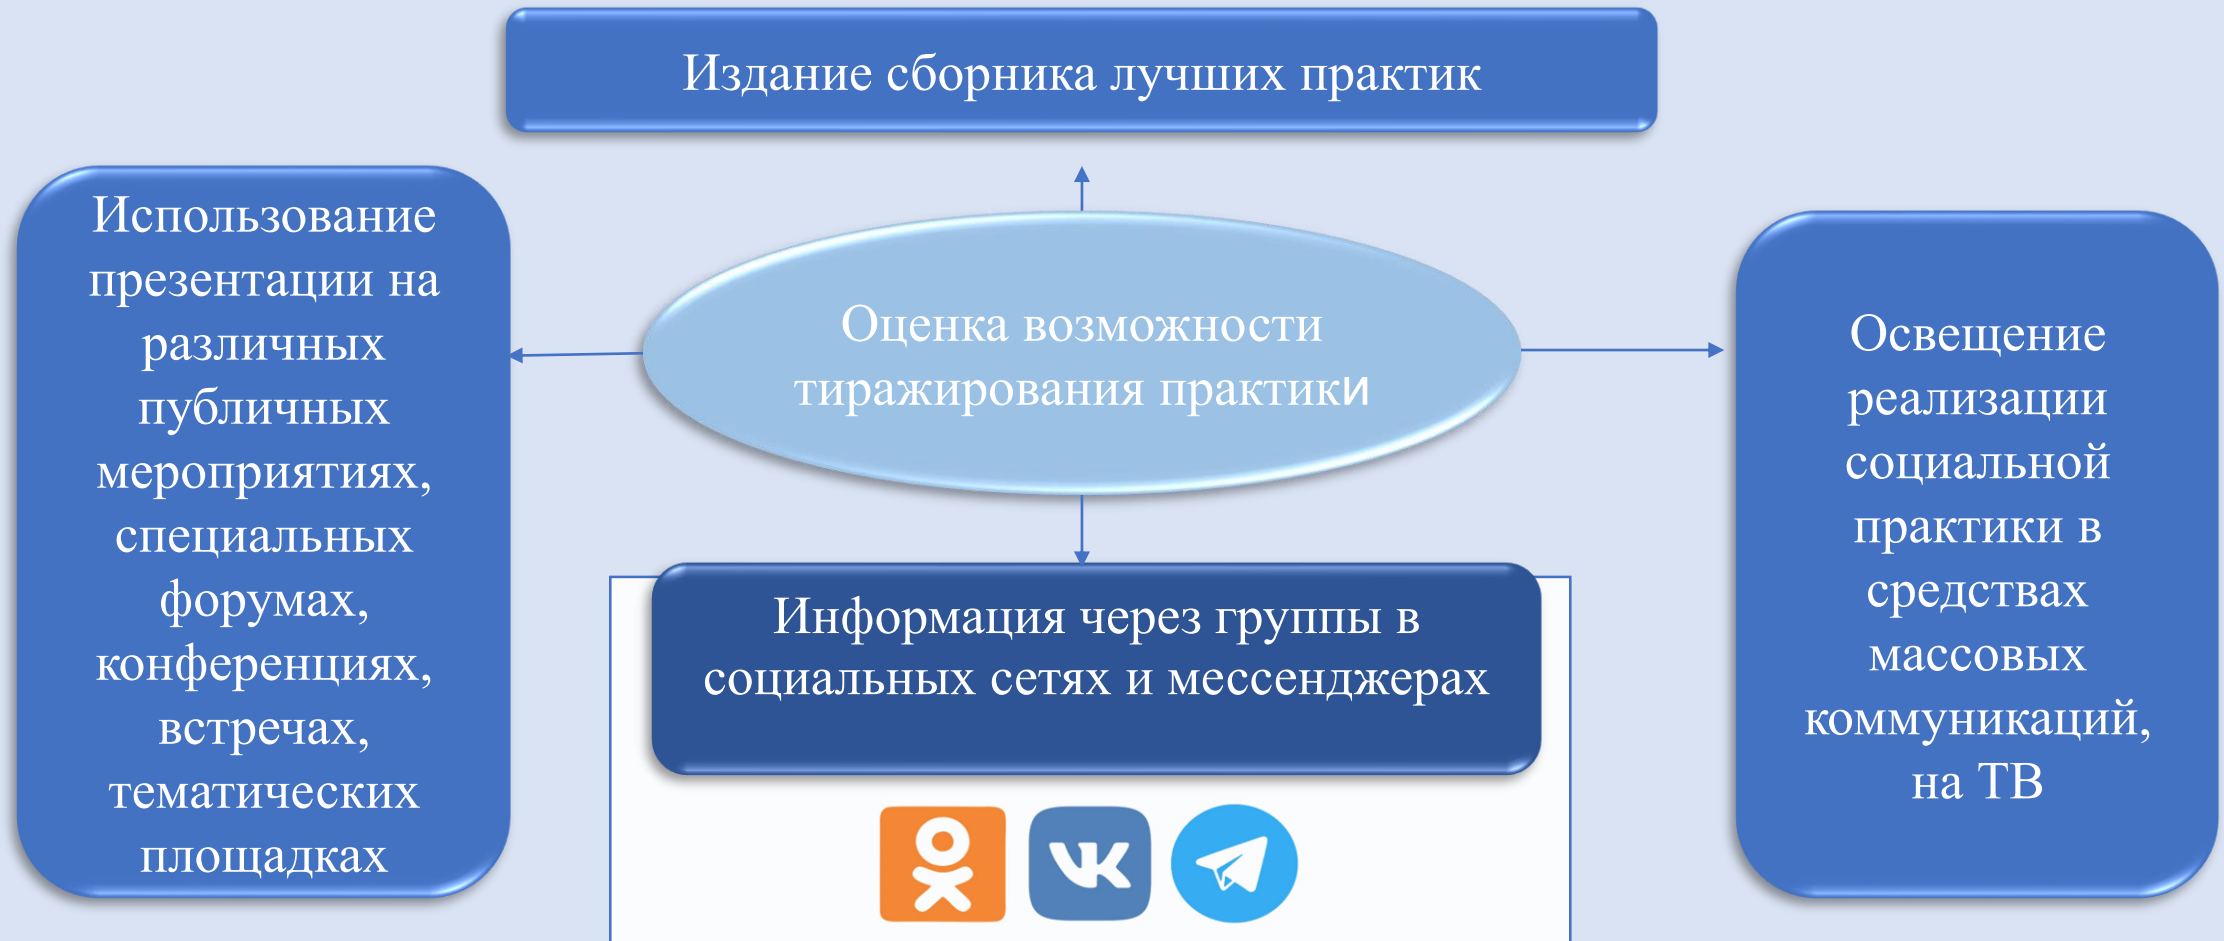 Издание сборника лучших практик
Использование
презентации на
различных
публичных
мероприятиях,
специальных
форумах,
конференциях,
встречах,
тематических
площадках
Оценка возможности
тиражирования практики
Информация через группы в
социальных сетях и мессенджерах
Освещение
реализации
социальной
практики в
средствах
массовых
коммуникаций,
на ТВ